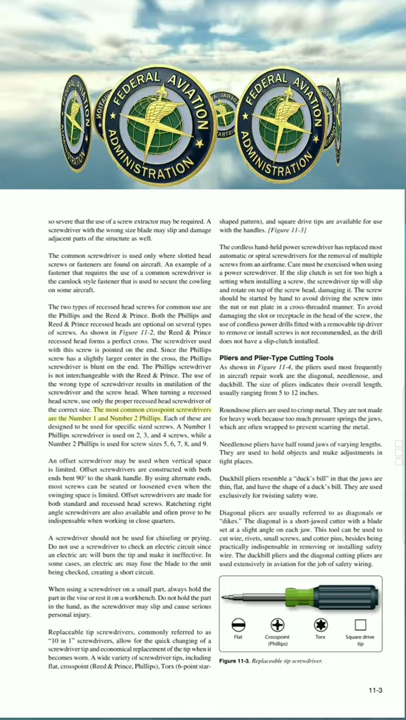 FEDERAL AVIATION
ADMINISTRATION
FEDERAL AVIATION
ADMINISTRATION
so severe that the use of a screw extractor may be required. A
screwdriver with the wrong size blade may slip and damage
adjacent parts of the structure as well.
The common screwdriver is used only where slotted head
screws or fasteners are found on aircraft. An example of a
fastener that requires the use of a common screwdriver is
the camlock style fastener that is used to secure the cowling
on some aircraft.
The two types of recessed head screws for common use are
the Phillips and the Reed & Prince. Both the Phillips and
Reed & Prince recessed heads are optional on several types
of screws. As shown in Figure 11-2, the Reed & Prince
recessed head forms a perfect cross. The screwdriver used
with this screw is pointed on the end. Since the Phillips
screw has a slightly larger center in the cross, the Phillips
screwdriver is blunt on the end. The Phillips screwdriver
is not interchangeable with the Reed & Prince. The use of
the wrong type of screwdriver results in mutilation of the
screwdriver and the screw head. When turning a recessed
head screw, use only the proper recessed head screwdriver of
the correct size. The most common crosspoint screwdrivers
are the Number 1 and Number 2 Phillips. Each of these are
designed to be used for specific sized screws. A Number 1
Phillips screwdriver is used on 2, 3, and 4 screws, while a
Number 2 Phillips is used for screw sizes 5, 6, 7, 8, and 9.
An offset screwdriver may be used when vertical space
is limited. Offset screwdrivers are constructed with both
ends bent 90° to the shank handle. By using alternate ends,
most screws can be seated or loosened even when the
swinging space is limited. Offset screwdrivers are made for
both standard and recessed head screws. Ratcheting right
angle screwdrivers are also available and often prove to be
indispensable when working in close quarters.
A screwdriver should not be used for chiseling or prying.
Do not use a screwdriver to check an electric circuit since
an electric arc will burn the tip and make it ineffective. In
some cases, an electric arc may fuse the blade to the unit
being checked, creating a short circuit.
When using a screwdriver on a small part, always hold the
part in the vise or rest it on a workbench. Do not hold the part
in the hand, as the screwdriver may slip and cause serious
personal injury.
Replaceable tip screwdrivers, commonly referred to as
“10 in 1” screwdrivers, allow for the quick changing of a
screwdriver tip and economical replacement of the tip when it
becomes worn. A wide variety of screwdriver tips, including
flat, crosspoint (Reed & Prince, Phillips), Torx (6-point star-
shaped pattern), and square drive tips are available for use
with the handles. [Figure 11-3]
The cordless hand-held power screwdriver has replaced most
automatic or spiral screwdrivers for the removal of multiple
screws from an airframe. Care must be exercised when using
a power screwdriver. If the slip clutch is set for too high a
setting when installing a screw, the screwdriver tip will slip
and rotate on top of the screw head, damaging it. The screw
should be started by hand to avoid driving the screw into
the nut or nut plate in a cross-threaded manner. To avoid
damaging the slot or receptacle in the head of the screw, the
use of cordless power drills fitted with a removable tip driver
to remove or install screws is not recommended, as the drill
does not have a slip-clutch installed.
Pliers and Plier-Type Cutting Tools
As shown in Figure 11-4, the pliers used most frequently
in aircraft repair work are the diagonal, needlenose, and
duckbill. The size of pliers indicates their overall length,
usually ranging from 5 to 12 inches.
Roundnose pliers are used to crimp metal. They are not made
for heavy work because too much pressure springs the jaws,
which are often wrapped to prevent scarring the metal.
Needlenose pliers have half round jaws of varying lengths.
They are used to hold objects and make adjustments in
tight places.
Duckbill pliers resemble a “duck’s bill” in that the jaws are
thin, flat, and have the shape of a duck’s bill. They are used
exclusively for twisting safety wire.
Diagonal pliers are usually referred to as diagonals or
“dikes.” The diagonal is a short-jawed cutter with a blade
set at a slight angle on each jaw. This tool can be used to
cut wire, rivets, small screws, and cotter pins, besides being
practically indispensable in removing or installing safety
wire. The duckbill pliers and the diagonal cutting pliers are
used extensively in aviation for the job of safety wiring.
Flat
Crosspoint
(Phillips)
Torx
Square drive
tip
Figure 11-3. Replaceable tip screwdriver.
11-3